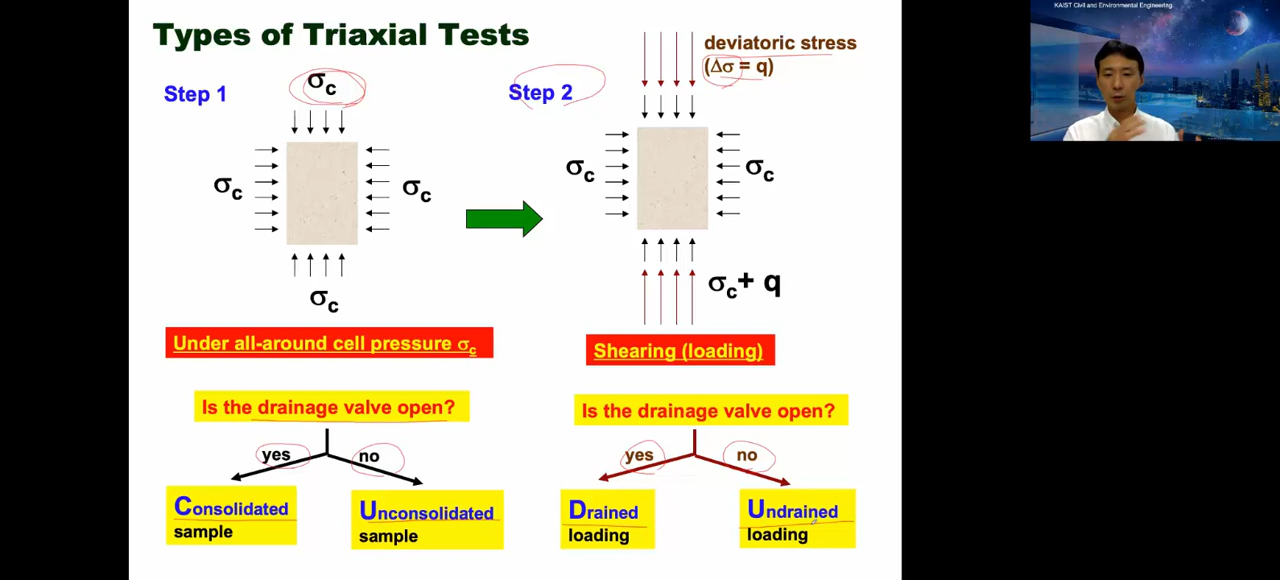 KAIST Civil and Environmental Engineering
Types of Triaxial Tests
Step 1
σc
σc
σc
σc
Under all-around cell pressure σc
Is the drainage valve open?
yes
no
Consolidated
sample
Unconsolidated
sample
Step 2
deviatoric stress
(Δσ = q)
σc
σc
σc+ q
Shearing (loading)
Is the drainage valve open?
yes
no
Drained
loading
Undrained
loading